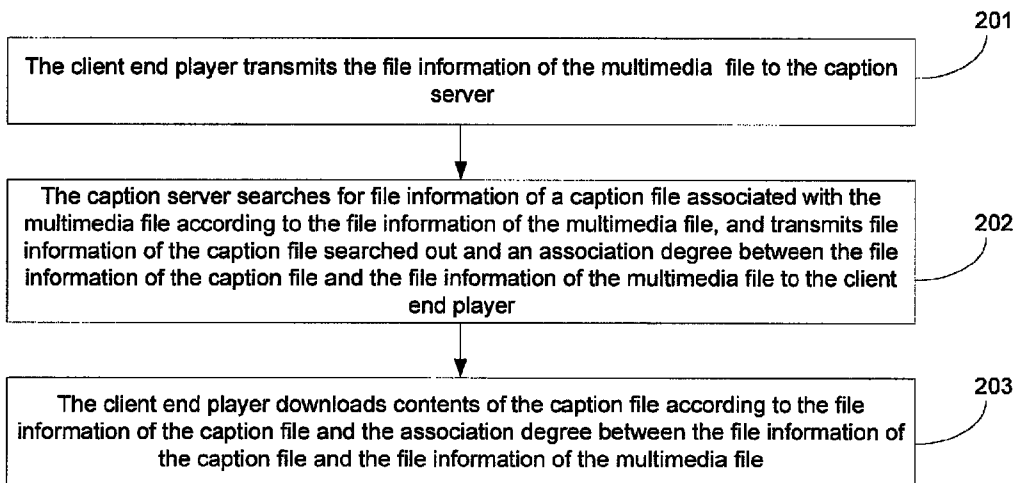 201
The client end player transmits the file information of the multimedia file to the caption
server
The caption server searches for file information of a caption file associated with the
multimedia file according to the file information of the multimedia file, and transmits file
information of the caption file searched out and an association degree between the file
information of the caption file and the file information of the multimedia file to the client
end player
202
The client end player downloads contents of the caption file according to the file
information of the caption file and the association degree between the file information of
the caption file and the file information of the multimedia file
203